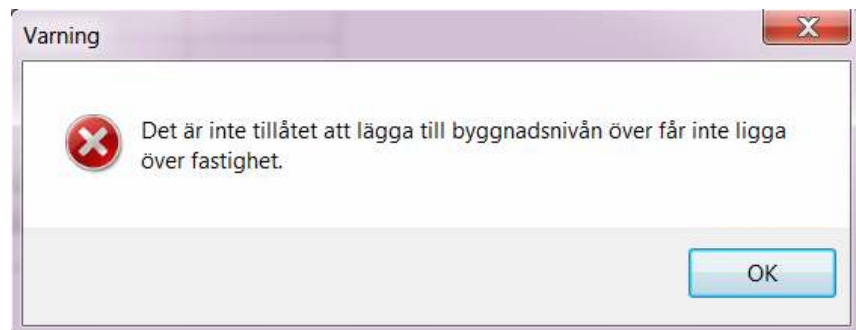 Varning
Det är inte tillåtet att lägga till byggnadsnivån över får inte ligga
över fastighet.
OK